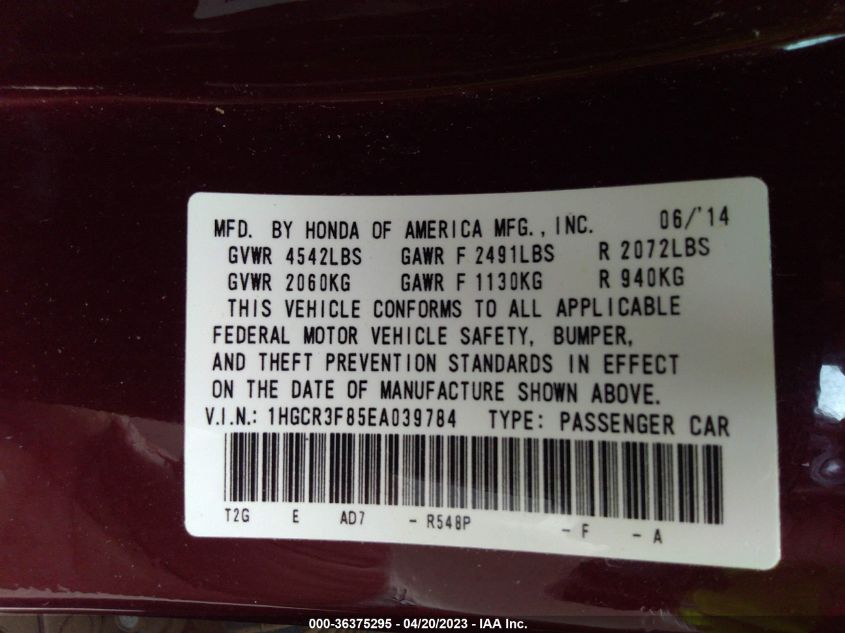 MFD. BY HONDA OF AMERICA MFG., INC. 06/'14
GVWR 4542LBS GAWR F 2491LBS R 2072LBS
GVWR 2060KG GAWR F 1130KG R 940KG
THIS VEHICLE CONFORMS TO ALL APPLICABLE
FEDERAL MOTOR VEHICLE SAFETY, BUMPER,
AND THEFT PREVENTION STANDARDS IN EFFECT
ON THE DATE OF MANUFACTURE SHOWN ABOVE.
V.I.N.: 1HGCR3F85EA039784 TYPE: PASSENGER CAR
T2G E AD7 - R548P - F - A
000-36375295 - 04/20/2023 - IAA Inc.